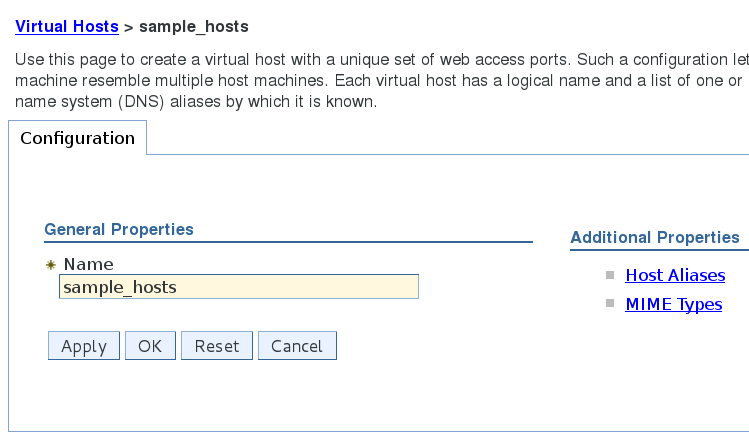 Virtual Hosts > sample_hosts
Use this page to create a virtual host with a unique set of web access ports. Such a configuration let
machine resemble multiple host machines. Each virtual host has a logical name and a list of one or
name system (DNS) aliases by which it is known.
Configuration
General Properties
Name
sample_hosts
Apply OK Reset Cancel
Additional Properties
Host Aliases
MIME Types